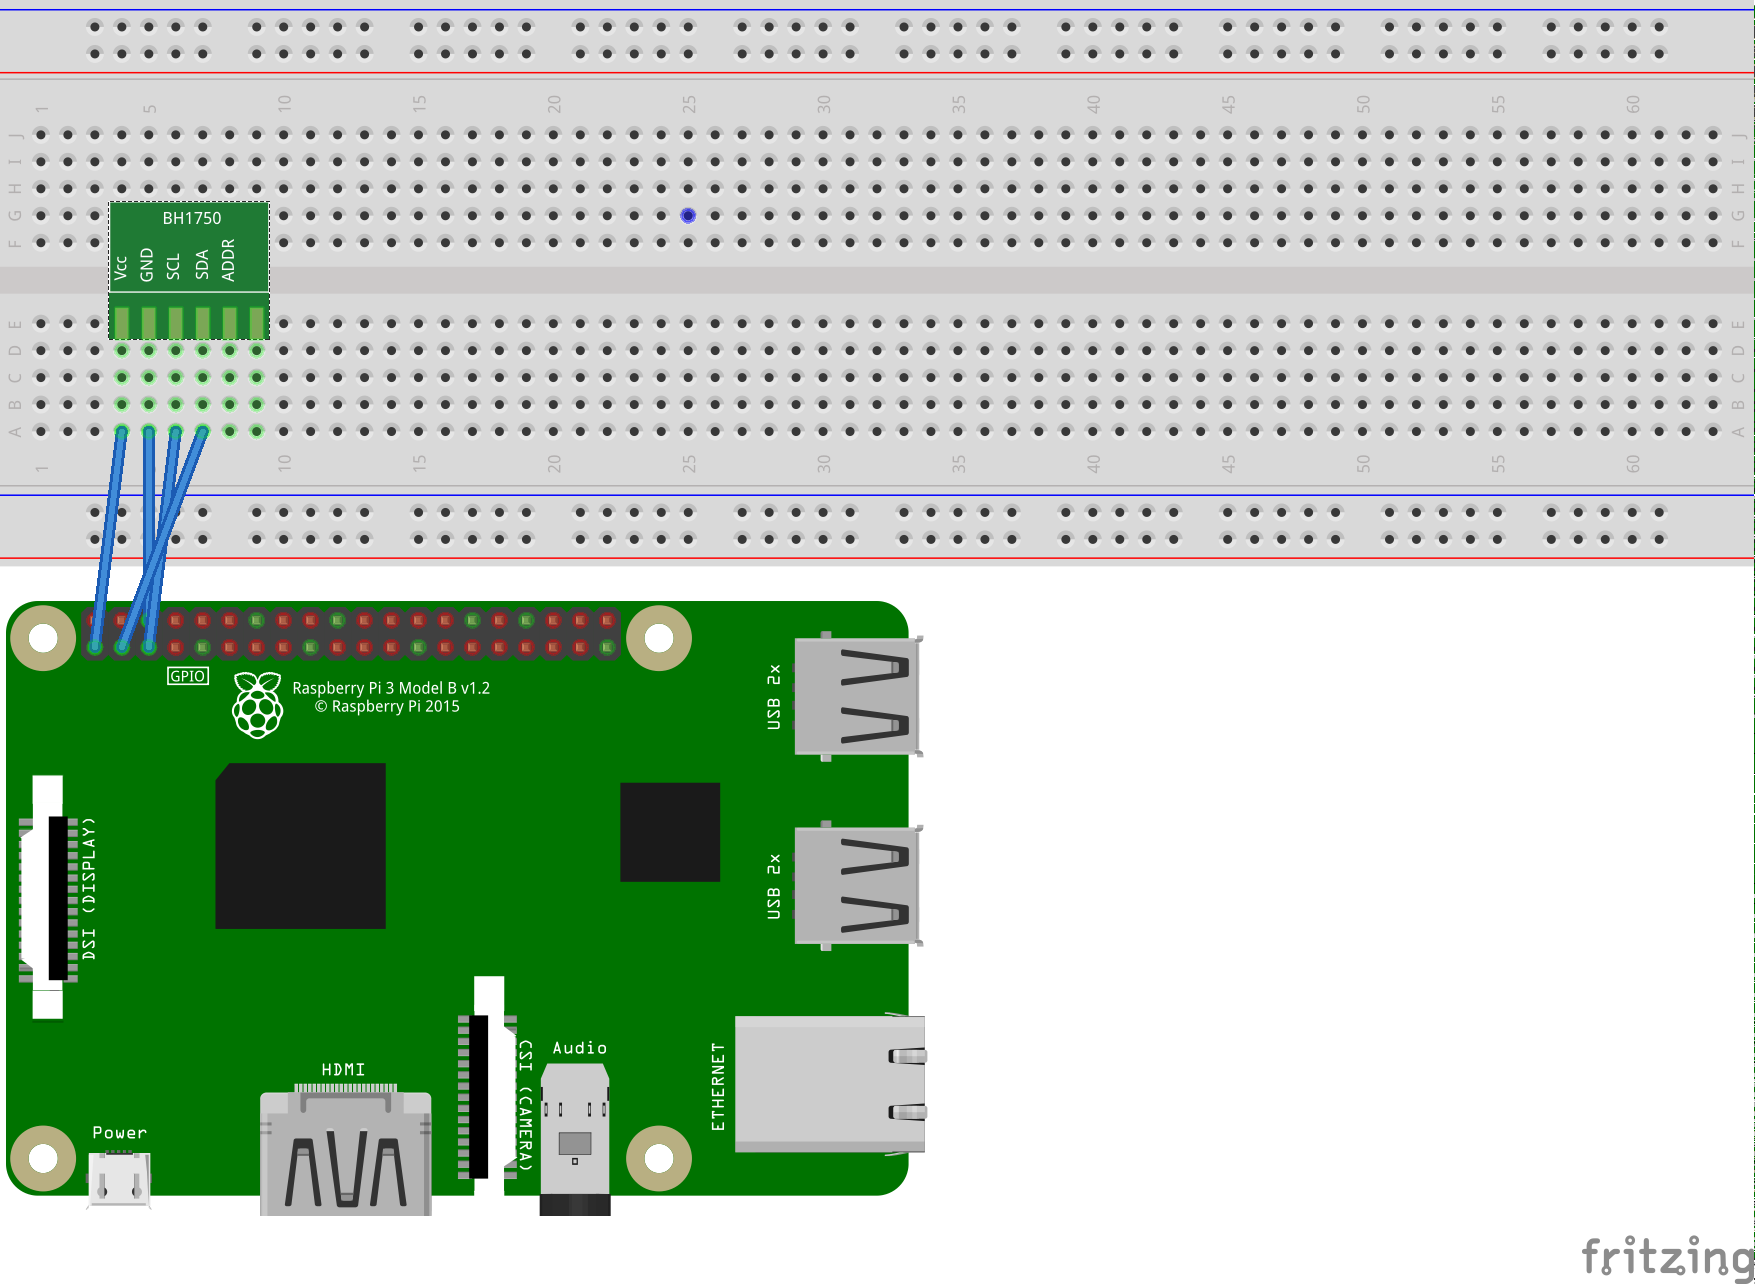 1 5 10 15 20 25 30 35 40 45 50 55 60
J J
I I
H H
G G
F F
BH1750
Vcc GND SCL SDA ADDR
E E
D D
C C
B B
A A
1 10 15 20 25 30 35 40 45 50 55 60
GPIO
Raspberry Pi 3 Model B v1.2
© Raspberry Pi 2015
USB 2x
DSI (DISPLAY)
USB 2x
CSI (CAMERA)
Audio
ETHERNET
HDMI
Power
fritzing